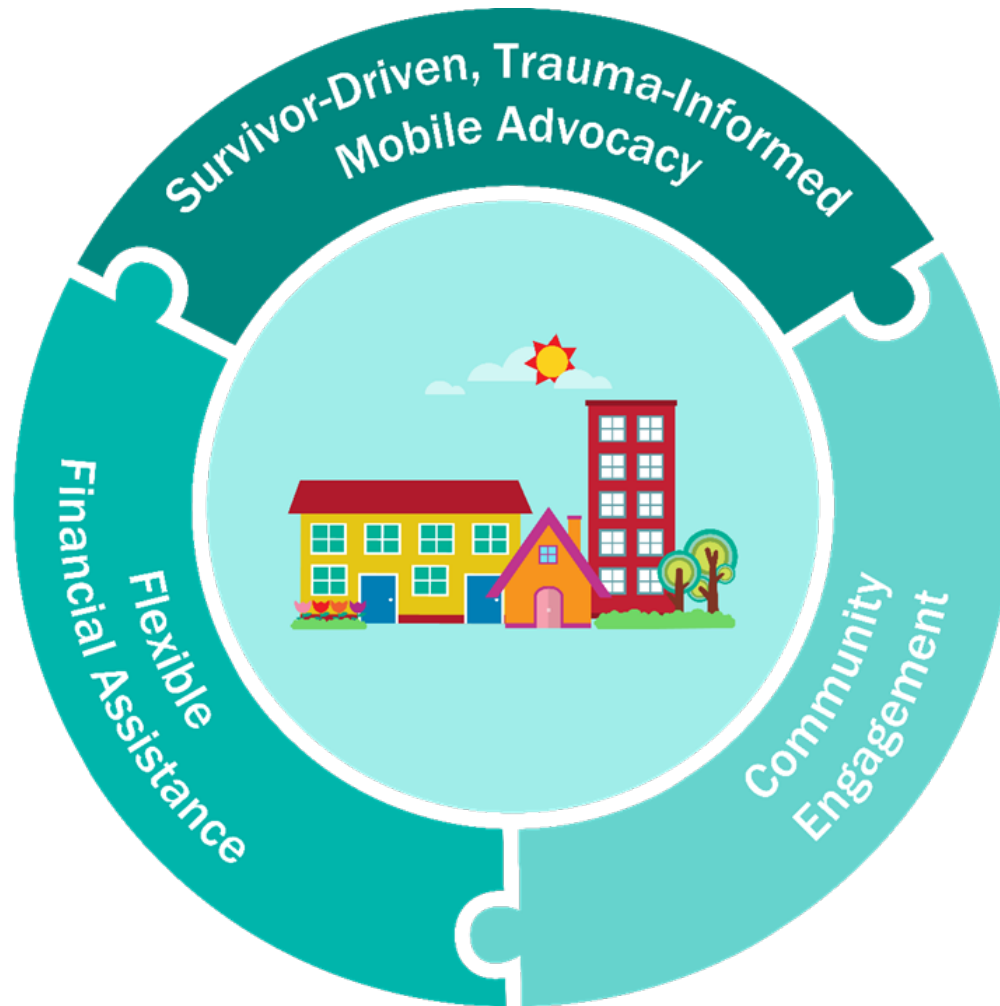 Survivor-Driven, Trauma-Informed
Mobile Advocacy
Flexible
Financial Assistance
Community
Engagement